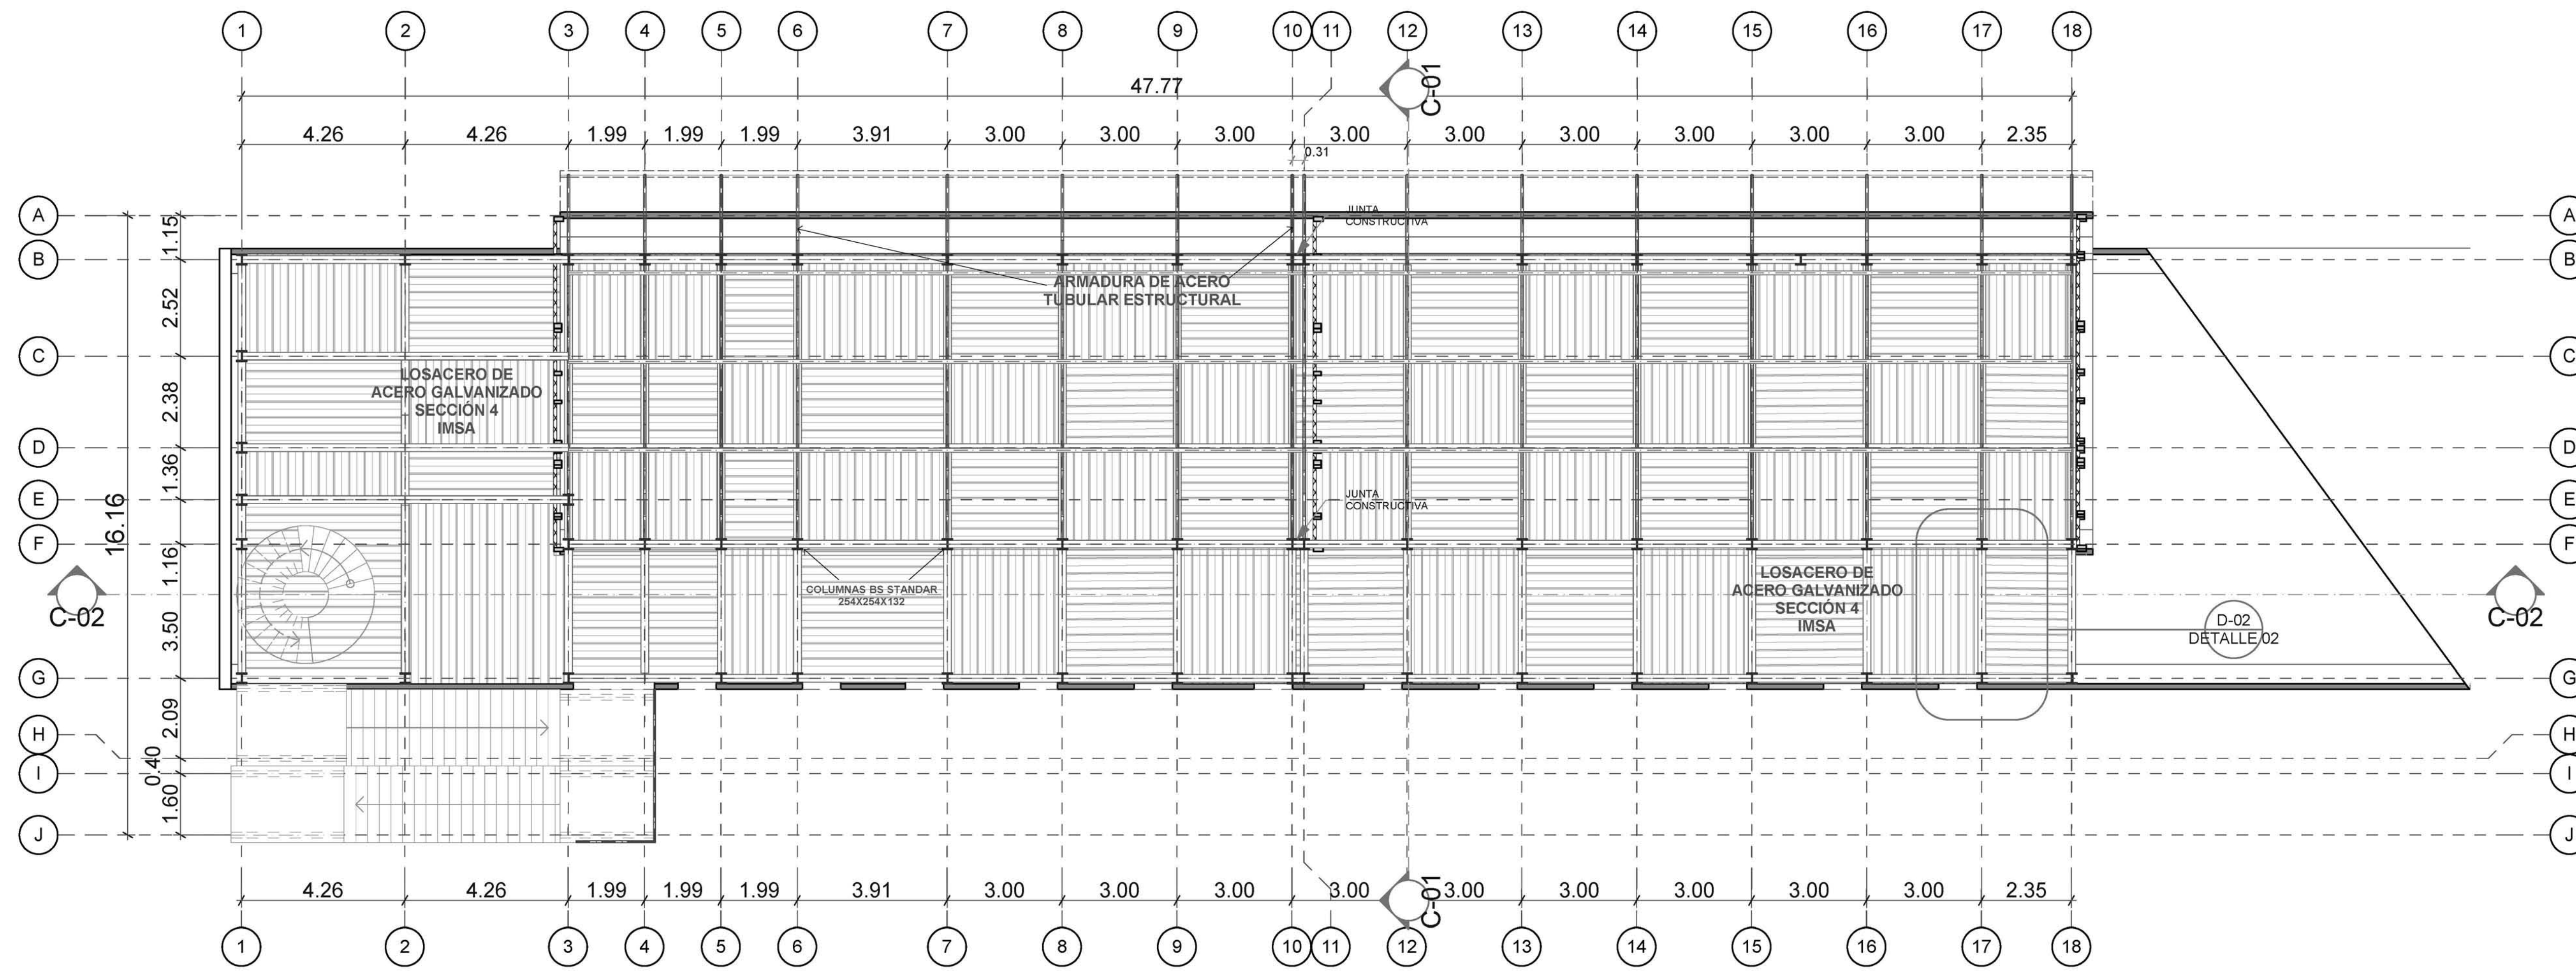 1 2 3 4 5 6 7 8 9 10 11 12 13 14 15 16 17 18
C-01
47.77
4.26 4.26 1.99 1.99 1.99 3.91 3.00 3.00 3.00 3.00 3.00 3.00 3.00 3.00 3.00 2.35
0.31
A 1.15 A
JUNTA
CONSTRUCTIVA
B B
ARMADURA DE ACERO
TUBULAR ESTRUCTURAL
2.52
C C
LOSACERO DE
ACERO GALVANIZADO
SECCIÓN 4
IMSA
2.38
D D
1.36
E E
JUNTA
CONSTRUCTIVA
16.16
F F
1.16
COLUMNAS BS STANDAR
254X254X132
LOSACERO DE
ACERO GALVANIZADO
SECCIÓN 4
IMSA
C-02 C-02
3.50
D-02
DETALLE 02
G G
2.09
H H
0.40
I I
1.60
J J
4.26 4.26 1.99 1.99 1.99 3.91 3.00 3.00 3.00 3.00 3.00 3.00 3.00 3.00 3.00 2.35
C-01
1 2 3 4 5 6 7 8 9 10 11 12 13 14 15 16 17 18